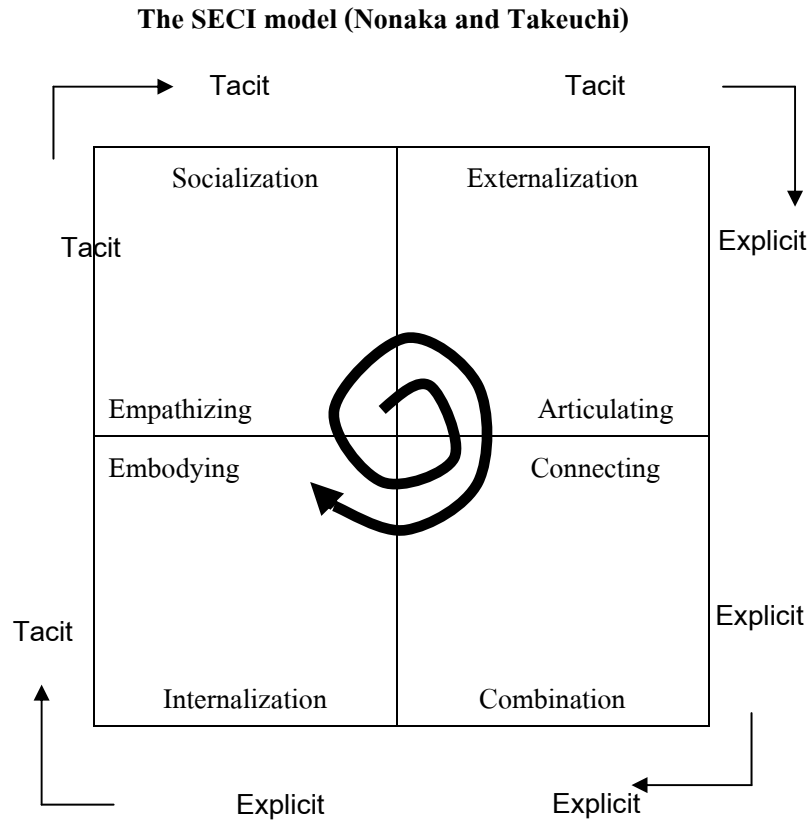 The SECI model (Nonaka and Takeuchi)
Tacit
Tacit
Socialization
Externalization
Tacit
Explicit
Empathizing
Articulating
Embodying
Connecting
Explicit
Tacit
Internalization
Combination
Explicit
Explicit